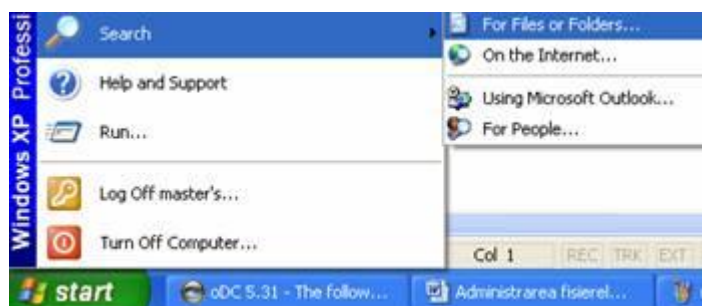 Windows XP Professi
Search
Help and Support
Run...
Log Off master's...
Turn Off Computer...
For Files or Folders...
On the Internet...
Using Microsoft Outlook...
For People...
Col 1 REC TRK EXT
start oDC 5.31 - The follow... Administrarea fisierel...